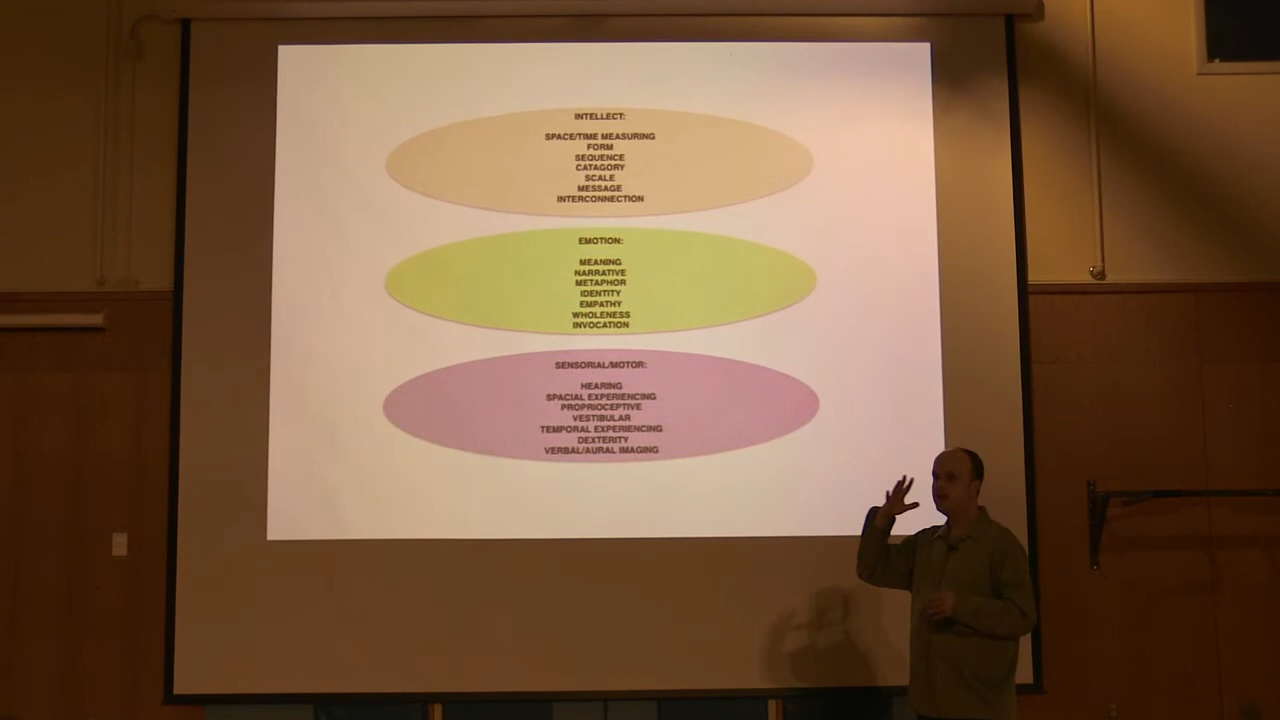 INTELLECT:
SPACE/TIME MEASURING
FORM
SEQUENCE
CATAGORY
SCALE
MESSAGE
INTERCONNECTION
EMOTION:
MEANING
NARRATIVE
METAPHOR
IDENTITY
EMPATHY
WHOLENESS
INVOCATION
SENSORIAL/MOTOR:
HEARING
SPACIAL EXPERIENCING
PROPRIOCEPTIVE
VESTIBULAR
TEMPORAL EXPERIENCING
DEXTERITY
VERBAL/AURAL IMAGING